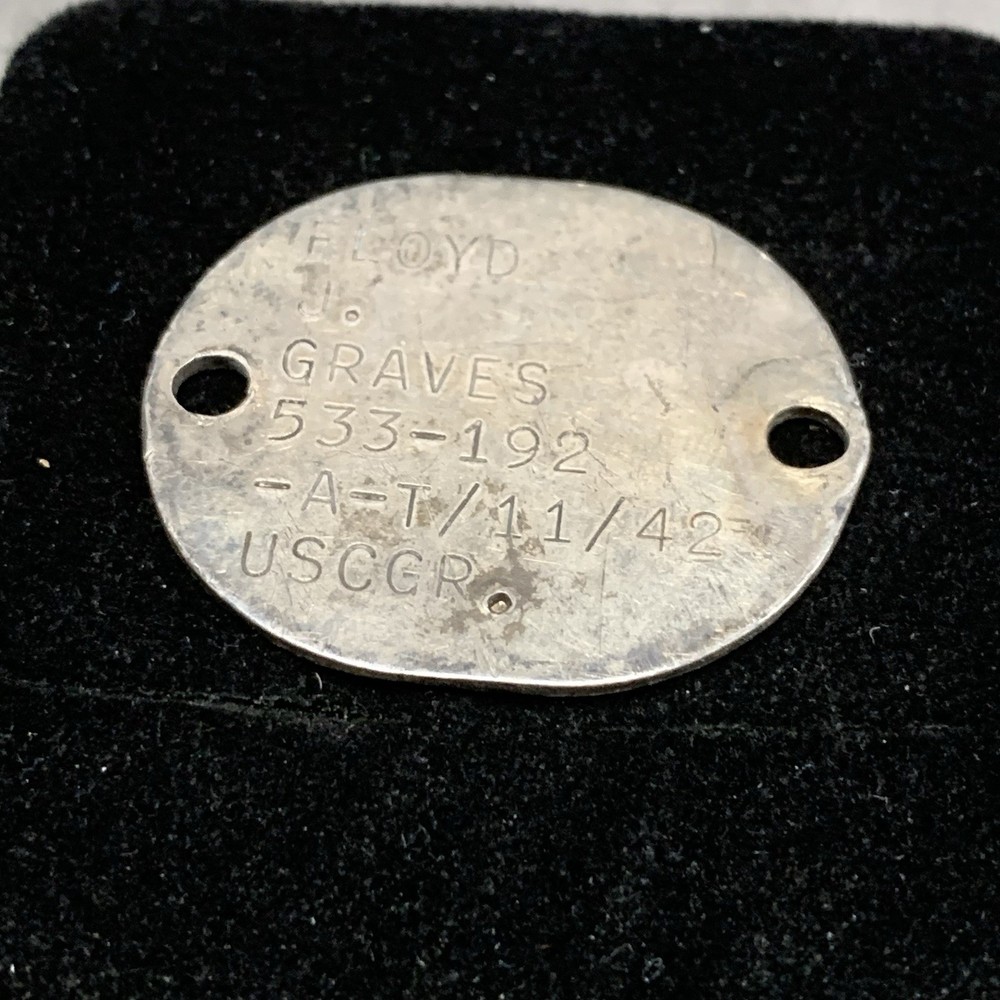 FLOYD
J.
GRAVES
533-192
-A-T/11/42-
USCGR.